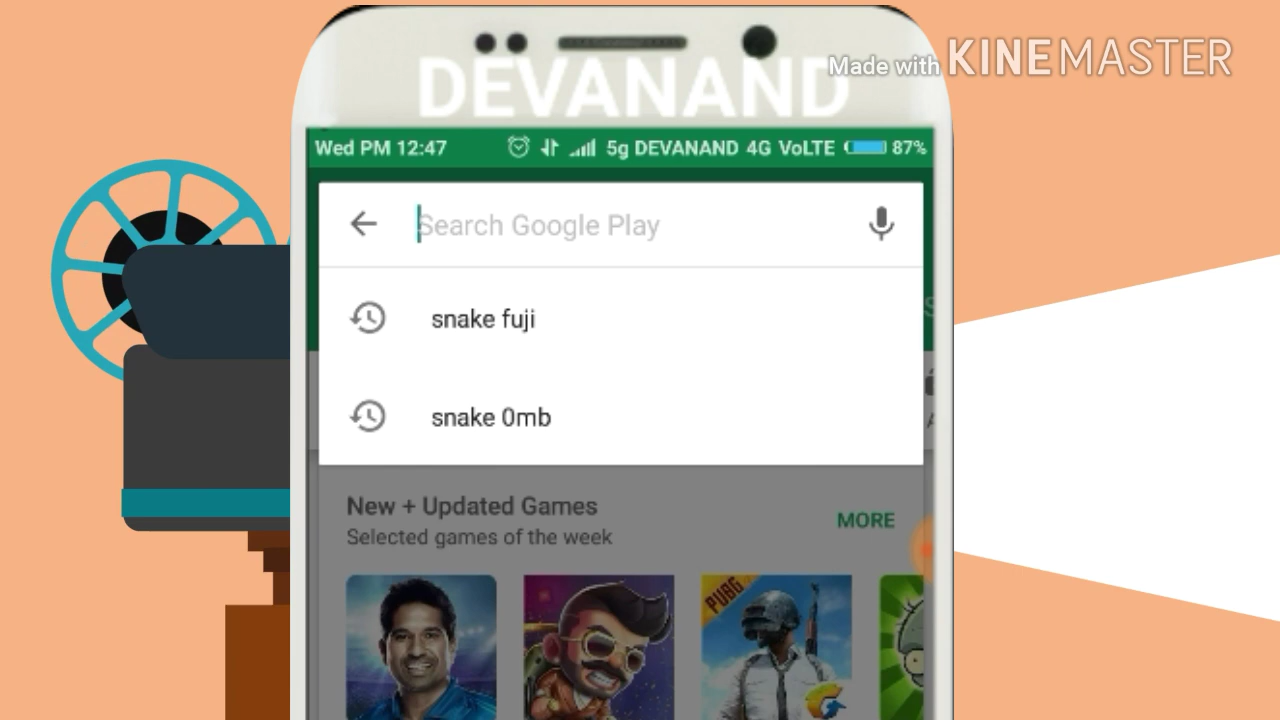 Made with KINEMASTER
DEVANAND
Wed PM 12:47 5g DEVANAND 4G VoLTE 87%
Search Google Play
snake fuji
snake 0mb
New + Updated Games
MORE
Selected games of the week
PUBG